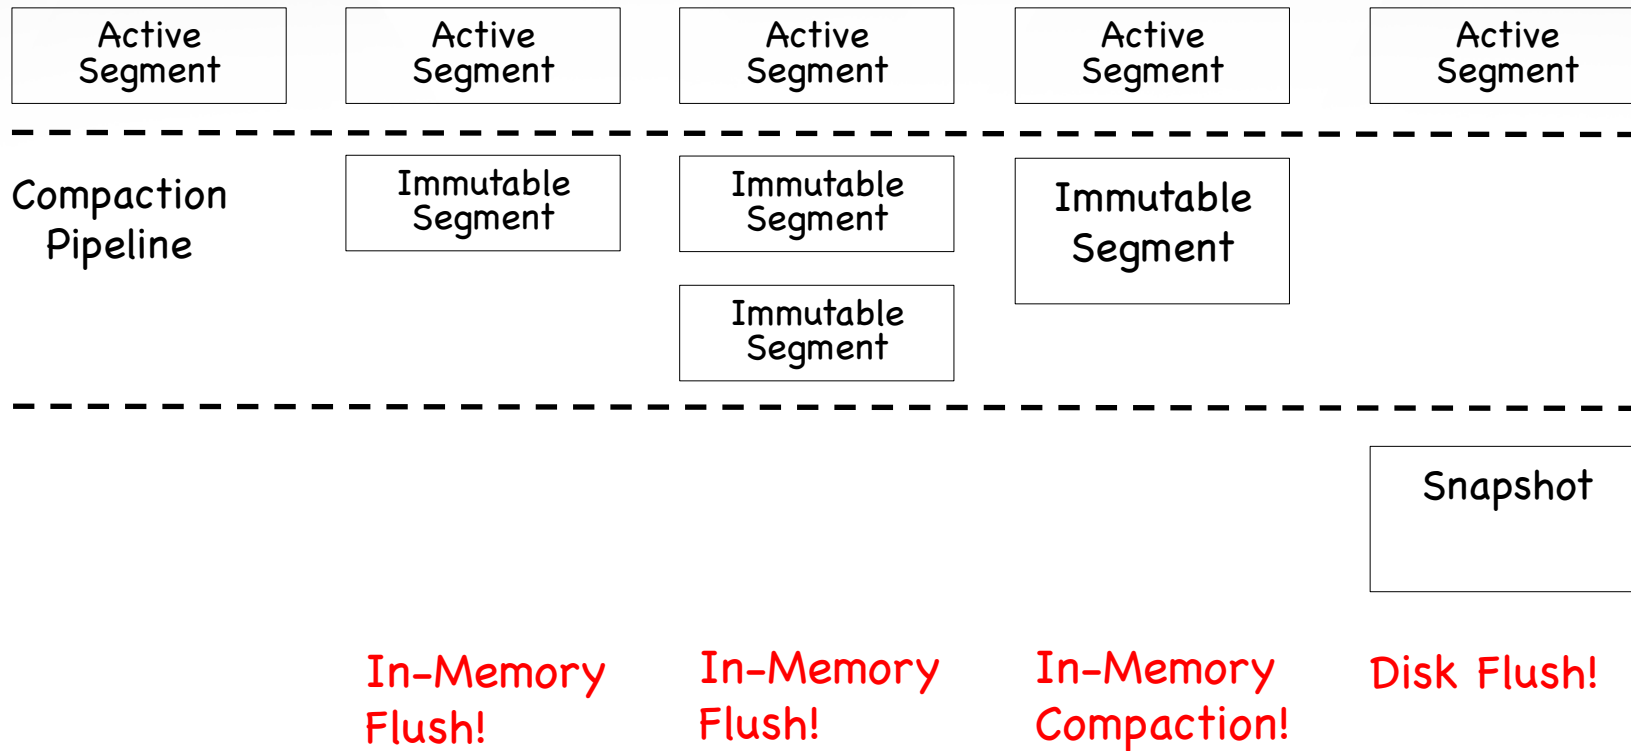 Active
Segment
Active
Segment
Active
Segment
Active
Segment
Active
Segment
Compaction
Pipeline
Immutable
Segment
Immutable
Segment
Immutable
Segment
Immutable
Segment
Snapshot
In-Memory
Flush!
In-Memory
Flush!
In-Memory
Compaction!
Disk Flush!